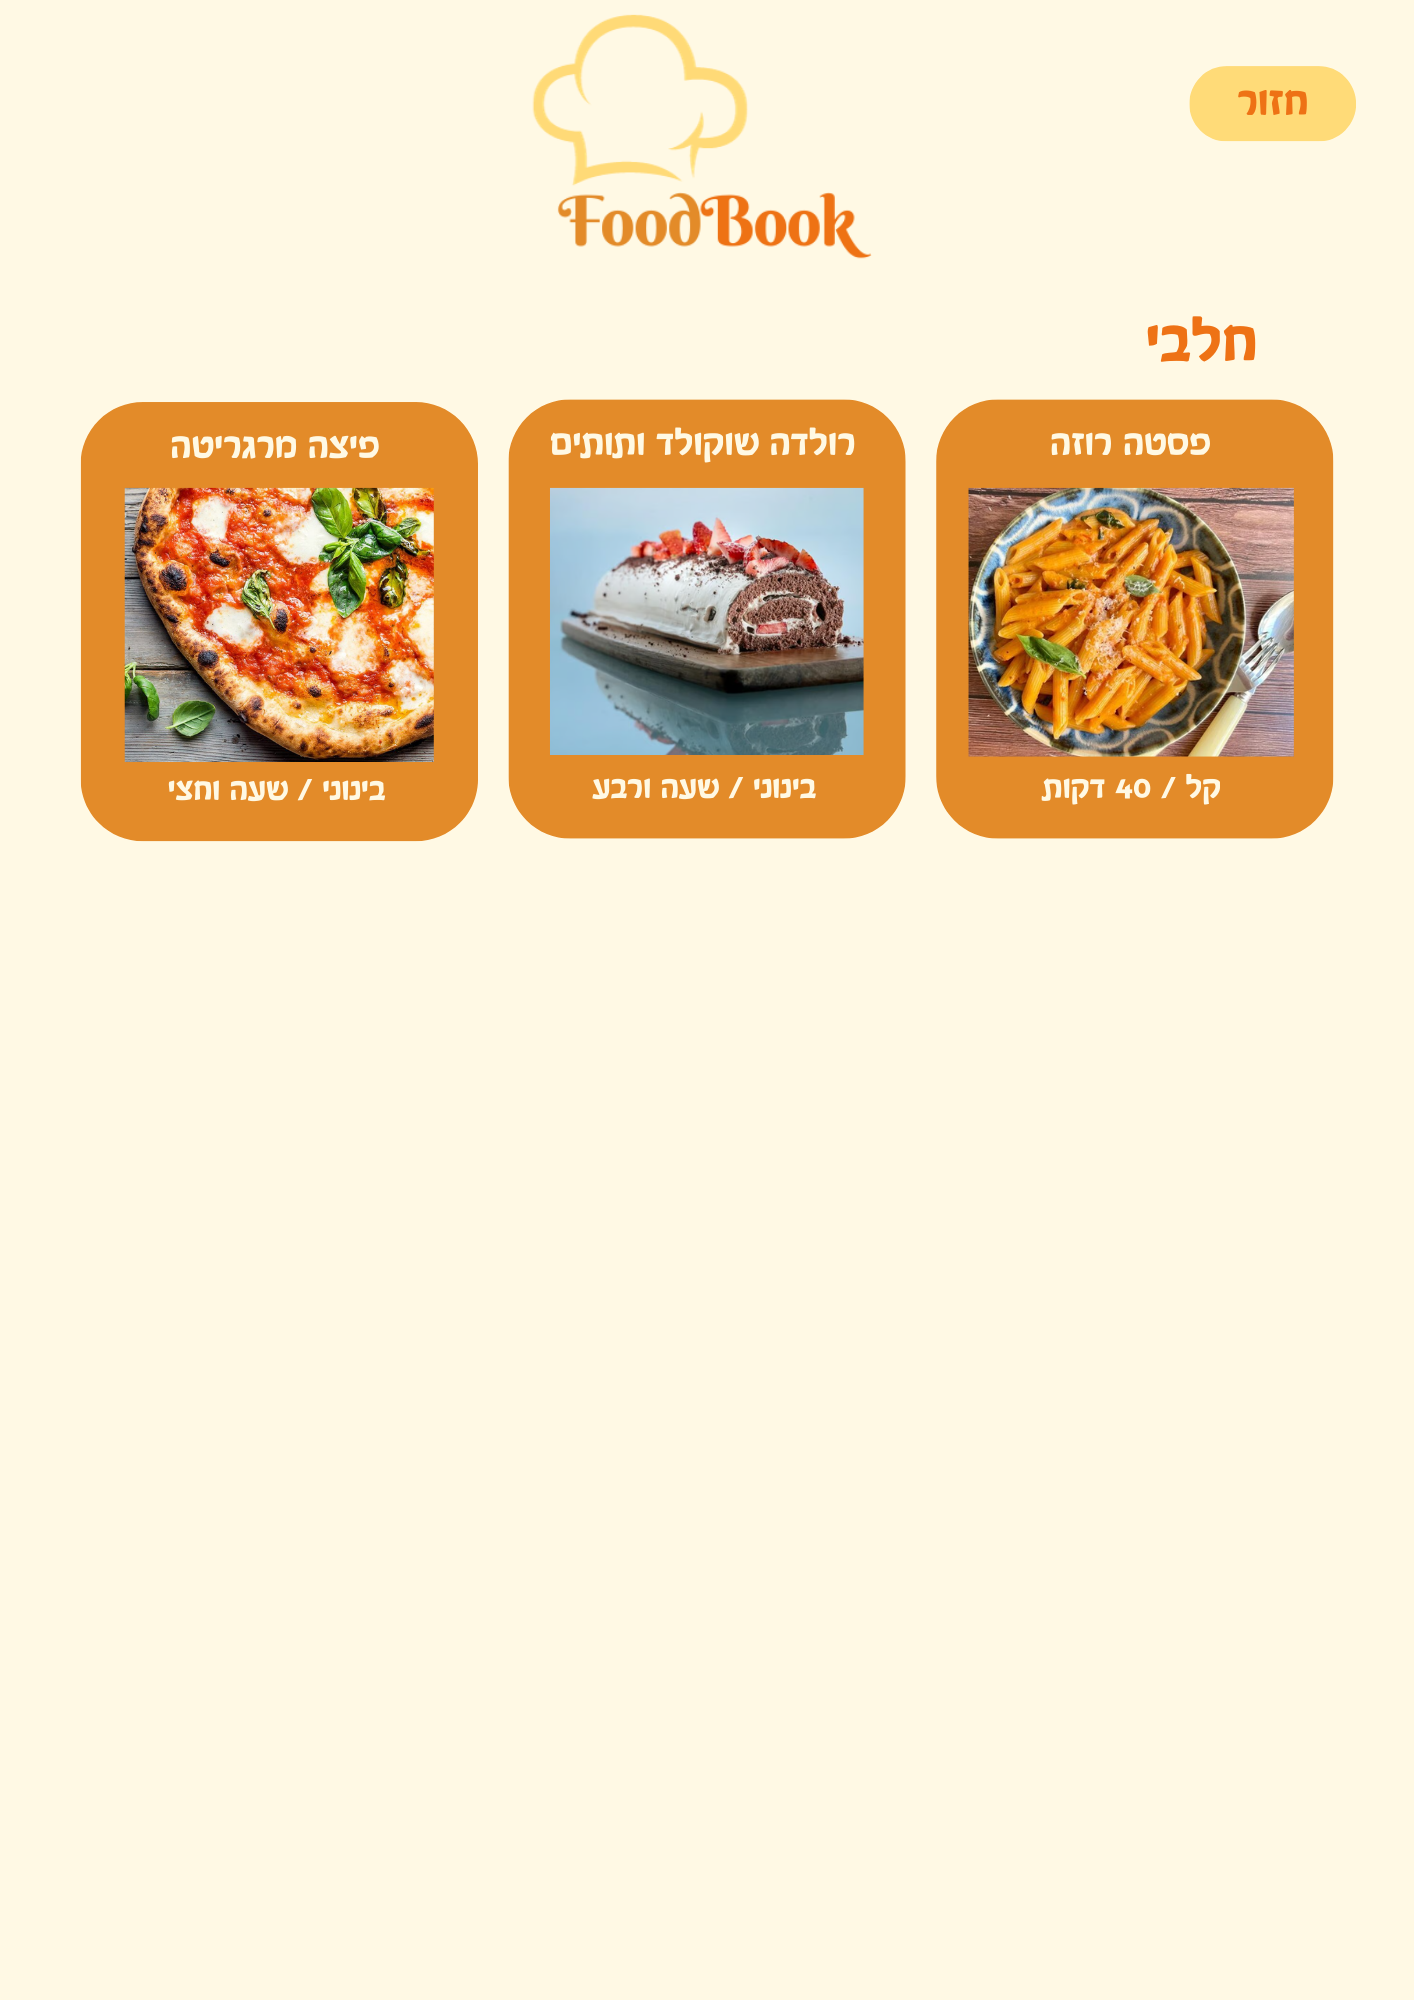 חזור
FoodBook
חלבי
פסטה רוזה
קל / 40 דקות
רולדה שוקולד ותותים
בינוני / שעה ורבע
פיצה מרגריטה
בינוני / שעה וחצי